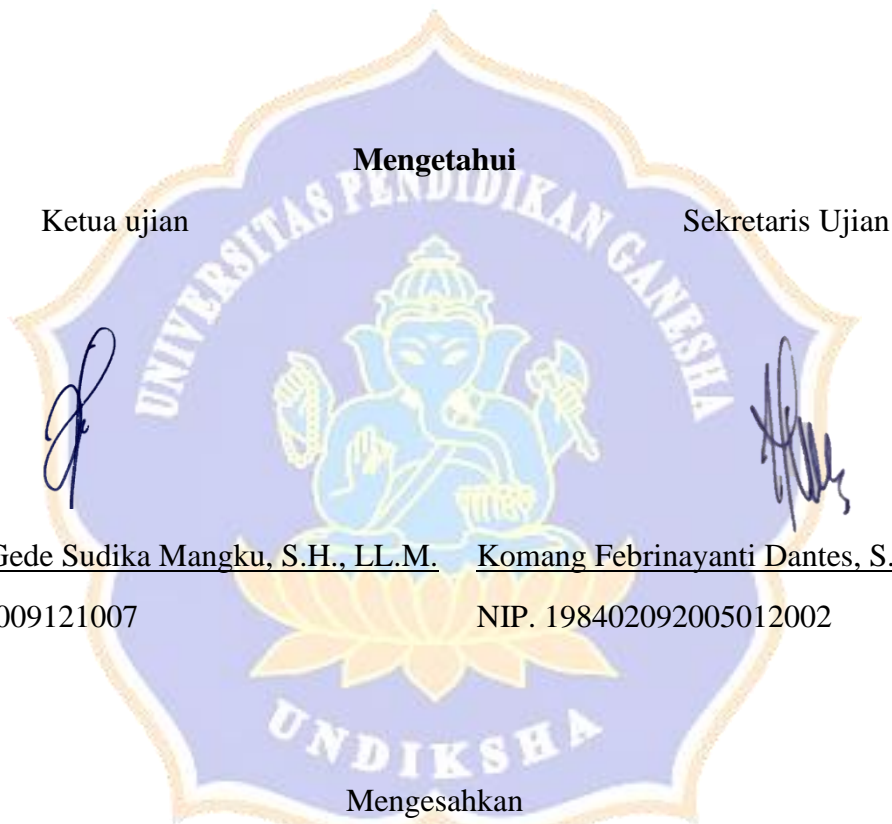 Mengetahui
UNIVERSITAS PENDIDIKAN GANESHA
Ketua ujian Sekretaris Ujian
Gede Sudika Mangku, S.H., LL.M. Komang Febrinayanti Dantes, S.
009121007 NIP. 198402092005012002
UNDIKSHA
Mengesahkan